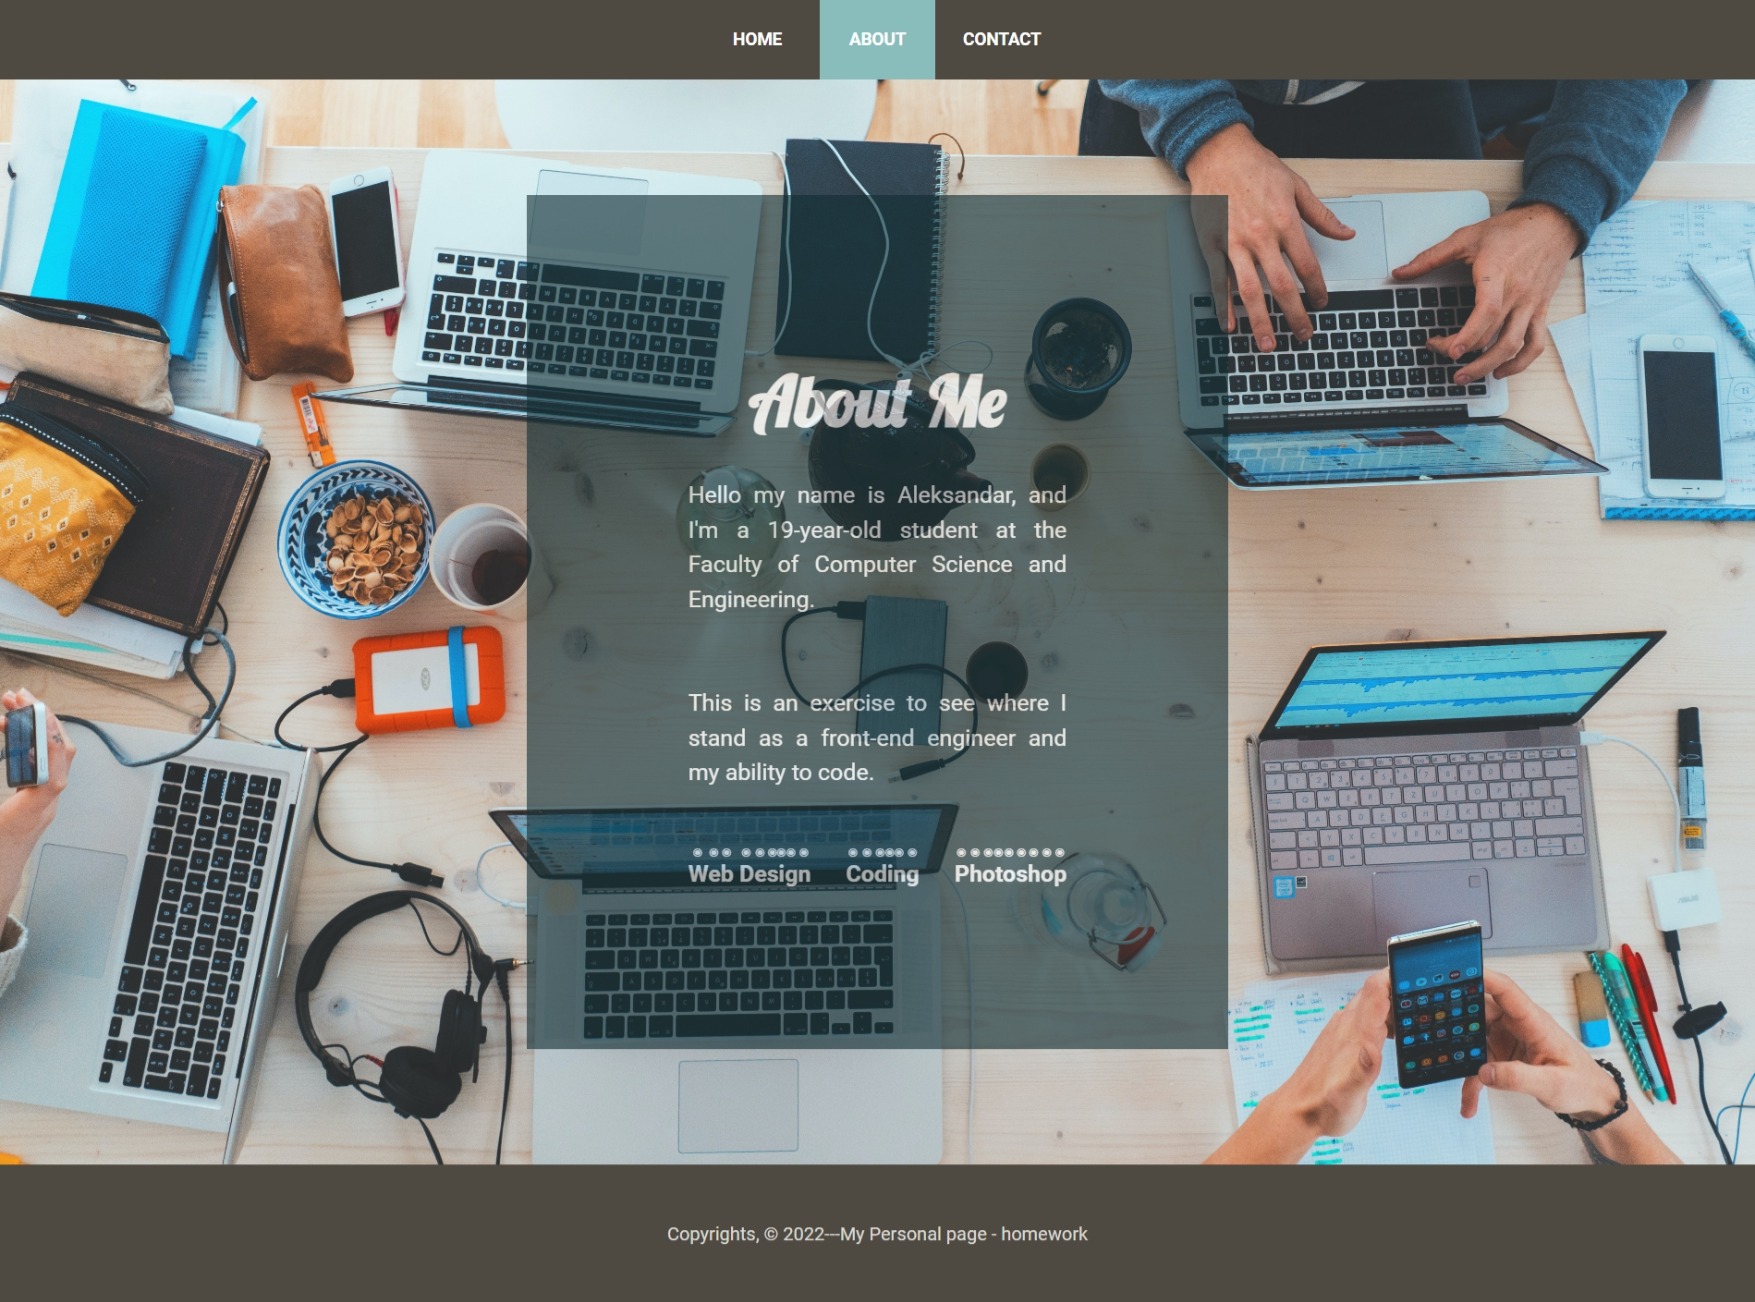 HOME ABOUT CONTACT
About Me
Hello my name is Aleksandar, and
I'm a 19-year-old student at the
Faculty of Computer Science and
Engineering.
This is an exercise to see where I
stand as a front-end engineer and
my ability to code.
Web Design Coding Photoshop
Copyrights, © 2022---My Personal page - homework